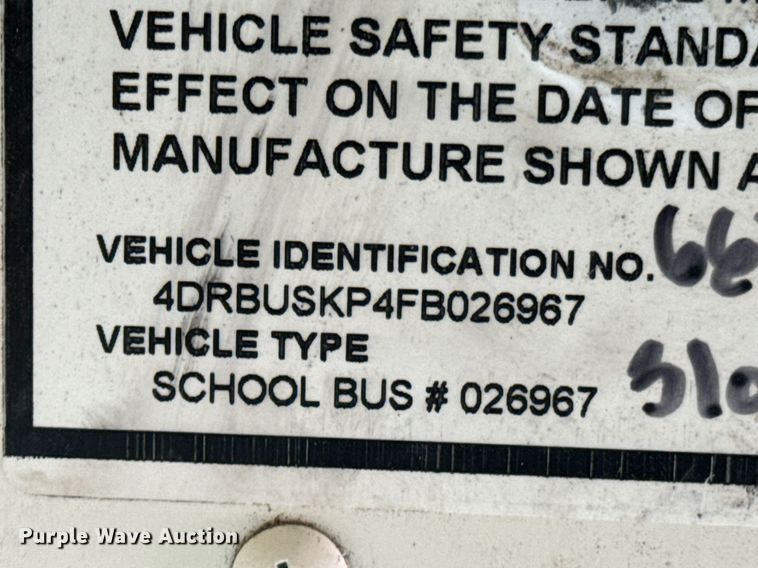 VEHICLE SAFETY STANDA
EFFECT ON THE DATE OF
MANUFACTURE SHOWN A
VEHICLE IDENTIFICATION NO.
4DRBUSKP4FB026967
VEHICLE TYPE
SCHOOL BUS # 026967
Purple Wave Auction